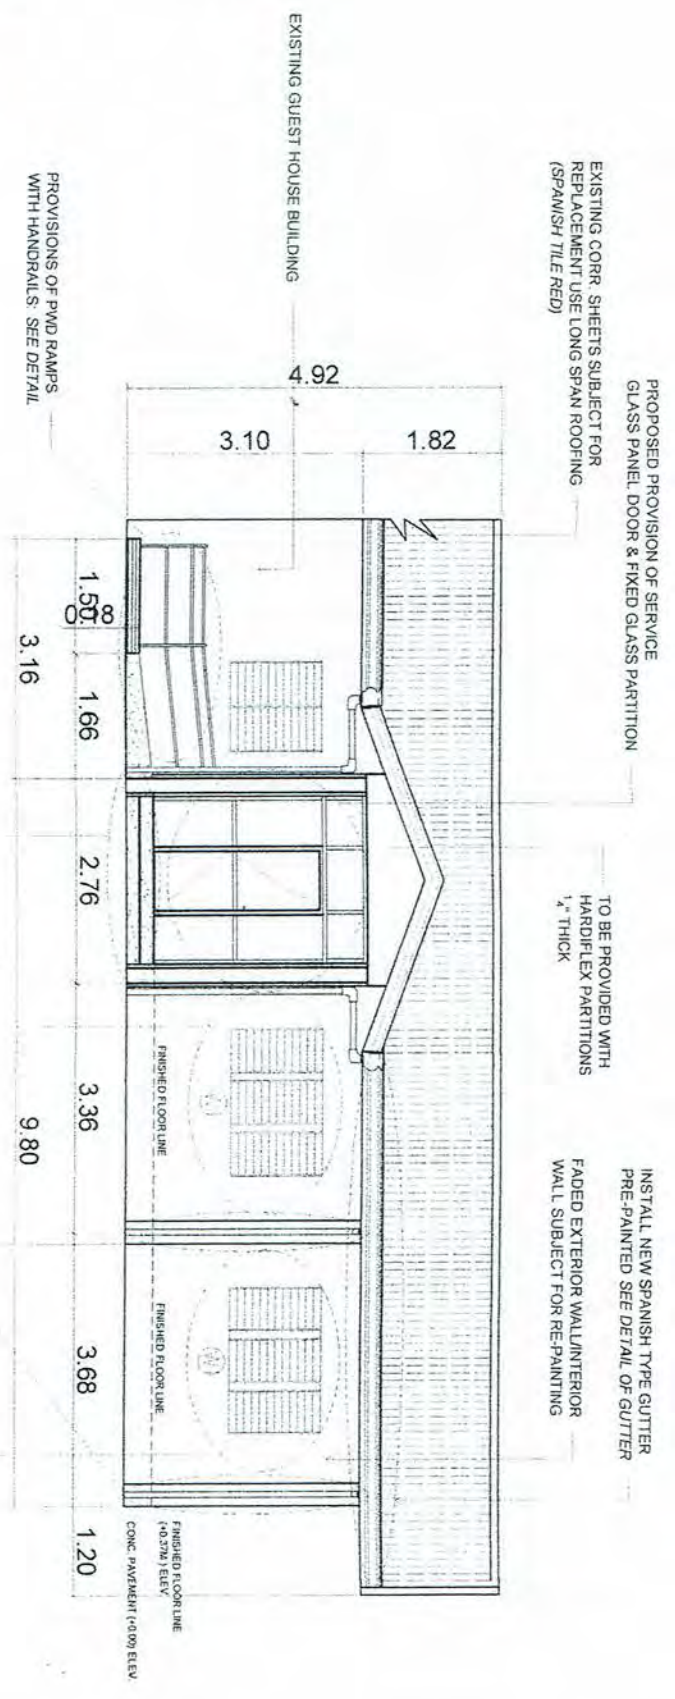 PROPOSED PROVISION OF SERVICE
GLASS PANEL DOOR & FIXED GLASS PARTITION
EXISTING CORR. SHEETS SUBJECT FOR
REPLACEMENT USE LONG SPAN ROOFING
(SPANISH TILE RED)
TO BE PROVIDED WITH
HARDIFLEX PARTITIONS
1/4" THICK
INSTALL NEW SPANISH TYPE GUTTER
PRE-PAINTED SEE DETAIL OF GUTTER
FADED EXTERIOR WALL/INTERIOR
WALL SUBJECT FOR RE-PAINTING
EXISTING GUEST HOUSE BUILDING
PROVISIONS OF PWD RAMPS
WITH HANDRAILS: SEE DETAIL
4.92
3.10
1.82
FINISHED FLOOR LINE
FINISHED FLOOR LINE
FINISHED FLOOR LINE
(+0.37M) ELEV.
CONC. PAVEMENT (+0.00) ELEV.
1.50
1.66
2.76
3.36
3.68
1.20
3.16
9.80